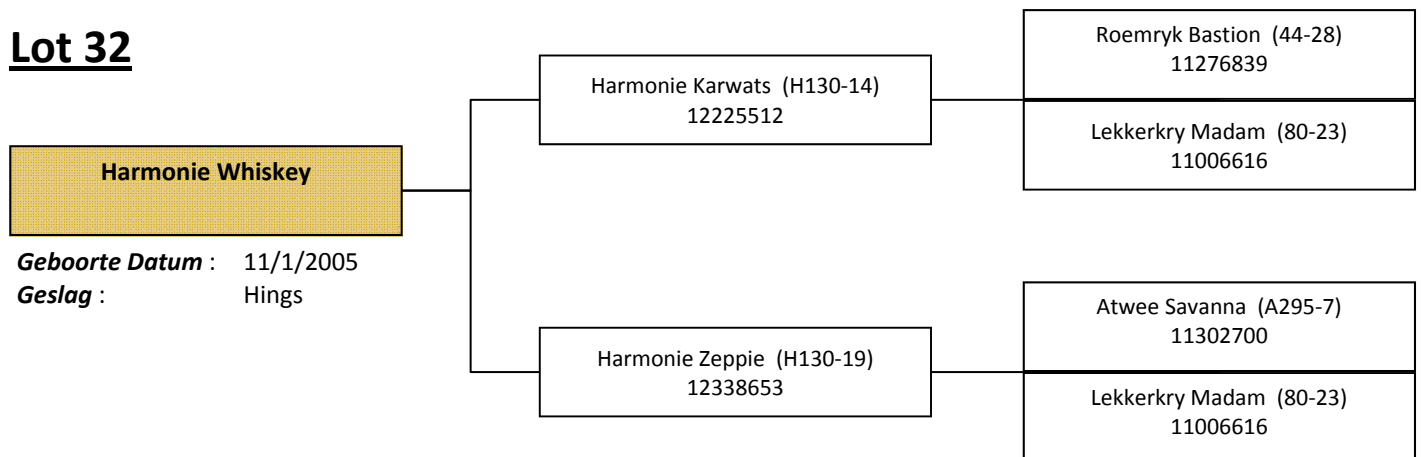 Lot 32
Harmonie Whiskey
Geboorte Datum : 11/1/2005
Geslag : Hings
Harmonie Karwats (H130-14)
12225512
Harmonie Zeppie (H130-19)
12338653
Roemryk Bastion (44-28)
11276839
Lekkerkry Madam (80-23)
11006616
Atwee Savanna (A295-7)
11302700
Lekkerkry Madam (80-23)
11006616